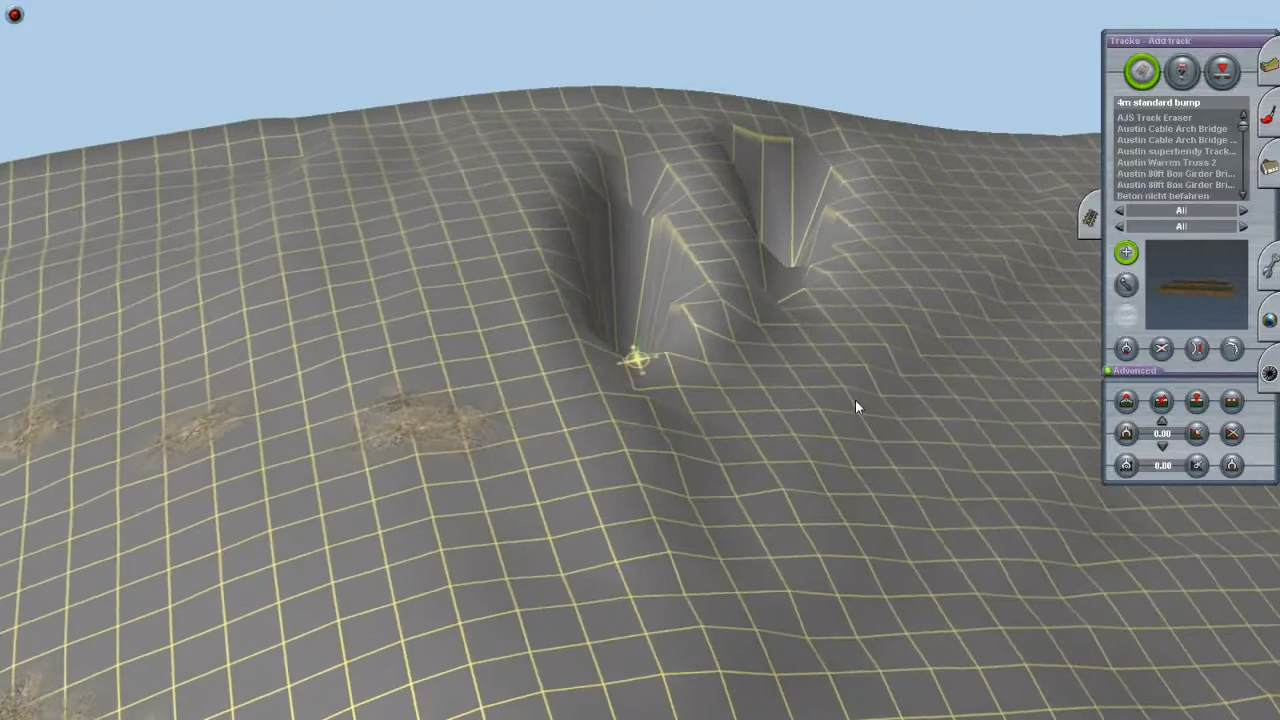 Tracks - Add track
4m standard bump
AJS Track Eraser
Austin Cable Arch Bridge
Austin Cable Arch Bridge ...
Austin superbendy Track...
Austin Warren Truss 2
Austin 80ft Box Girder Bri...
Austin 80ft Box Girder Bri...
Beton nicht befahren
All
All
Advanced
0.00
0.00